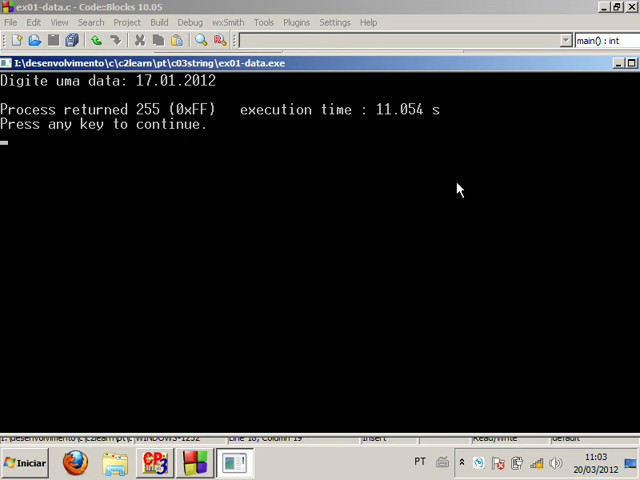 ex01-data.c - Code::Blocks 10.05
File Edit View Search Project Build Debug wxSmith Tools Plugins Settings Help
main() : int
I:\desenvolvimento\c\c2learn\pt\c03string\ex01-data.exe
Digite uma data: 17.01.2012
Process returned 255 (0xFF) execution time : 11.054 s
Press any key to continue.
I:\desenvolvimento\c\c2learn\pt\ WINDOWS-1252 Line 18, Column 19 Insert Read/Write default
Iniciar
PT
11:03
20/03/2012